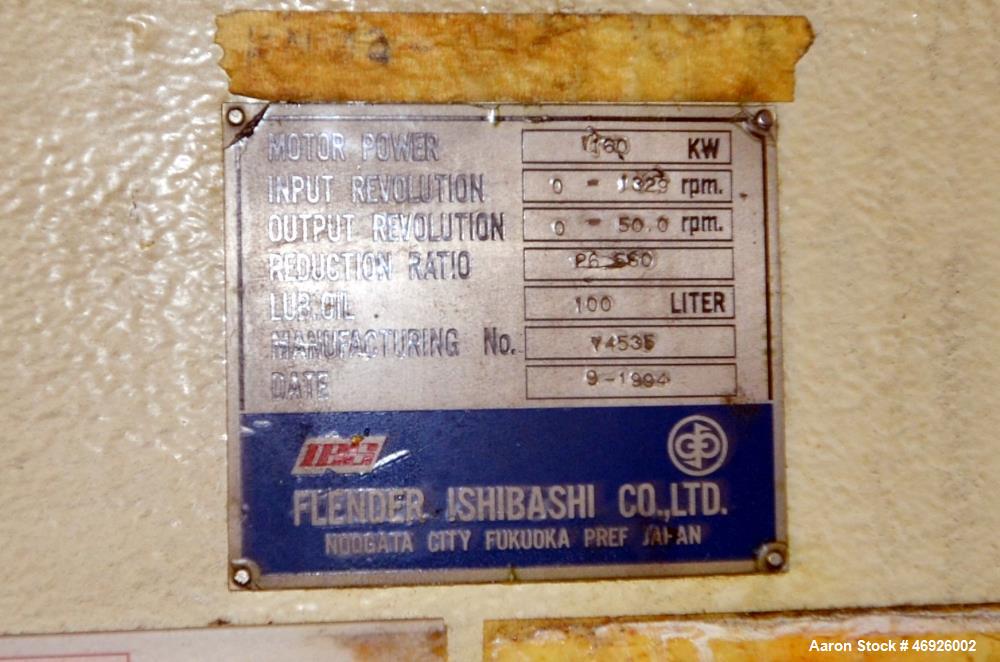 MOTOR POWER 160 KW
INPUT REVOLUTION 0 - 1329 rpm.
OUTPUT REVOLUTION 0 - 50.0 rpm.
REDUCTION RATIO 26.580
LUB.OIL 100 LITER
MANUFACTURING No.
DATE 9-1994
FLENDER ISHIBASHI CO.,LTD.
NOOGATA CITY FUKUOKA PREF JAPAN
Aaron Stock # 46926002